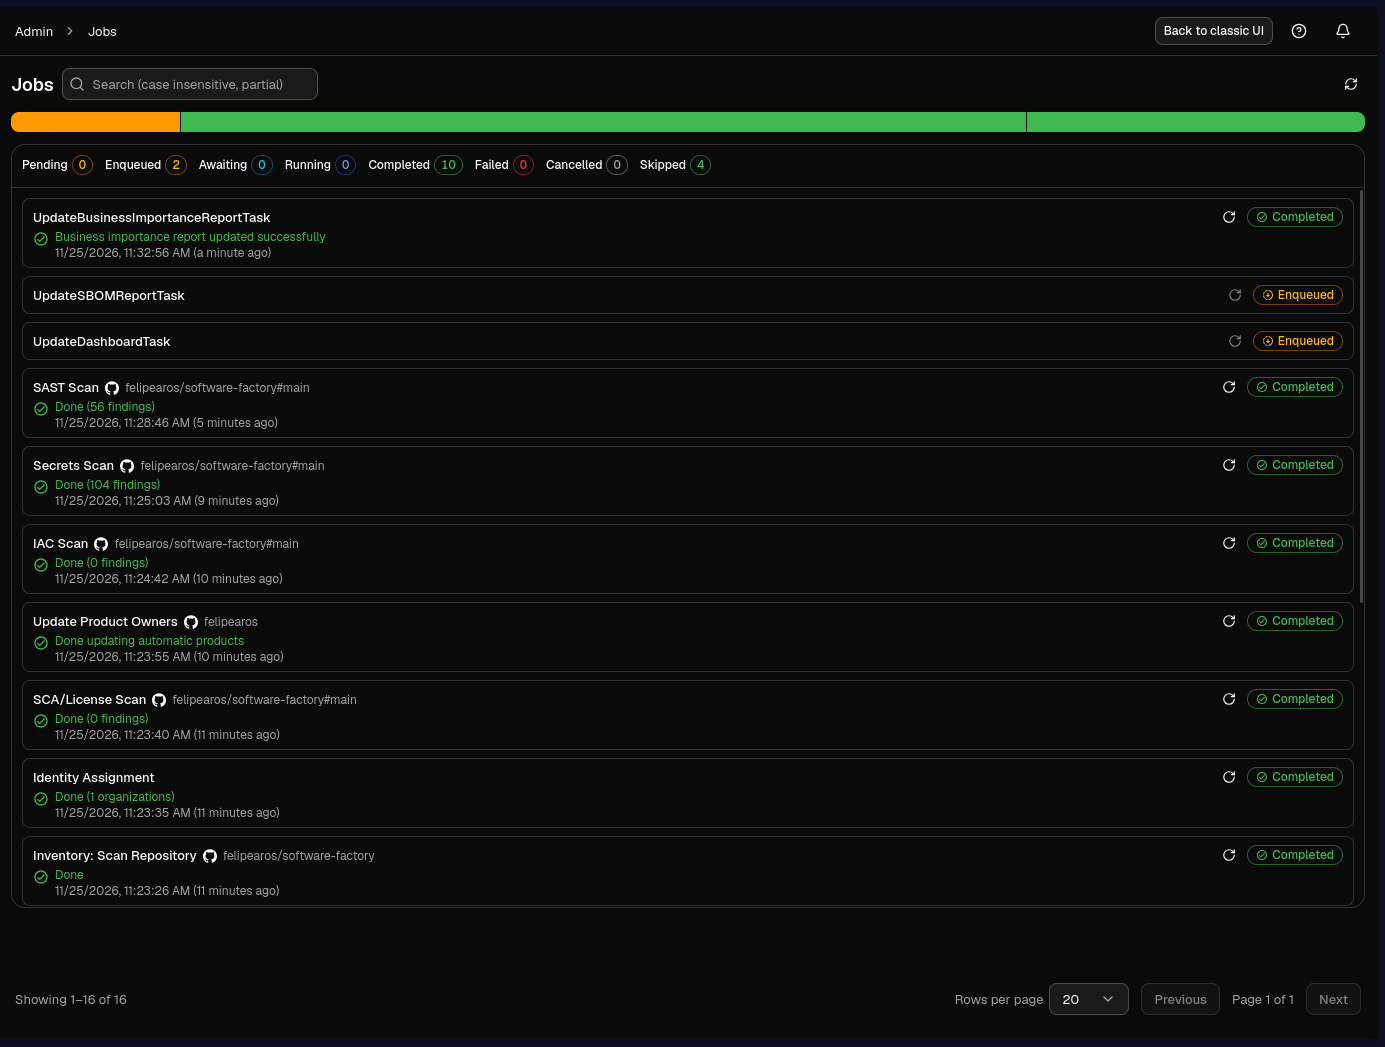 Admin > Jobs
Back to classic UI
Jobs
Search (case insensitive, partial)
Pending 0 Enqueued 2 Awaiting 0 Running 0 Completed 10 Failed 0 Cancelled 0 Skipped 4
UpdateBusinessImportanceReportTask Completed
Business importance report updated successfully
11/25/2026, 11:32:56 AM (a minute ago)
UpdateSBOMReportTask Enqueued
UpdateDashboardTask Enqueued
SAST Scan felipearos/software-factory#main Completed
Done (56 findings)
11/25/2026, 11:28:46 AM (5 minutes ago)
Secrets Scan felipearos/software-factory#main Completed
Done (104 findings)
11/25/2026, 11:25:03 AM (9 minutes ago)
IAC Scan felipearos/software-factory#main Completed
Done (0 findings)
11/25/2026, 11:24:42 AM (10 minutes ago)
Update Product Owners felipearos Completed
Done updating automatic products
11/25/2026, 11:23:55 AM (10 minutes ago)
SCA/License Scan felipearos/software-factory#main Completed
Done (0 findings)
11/25/2026, 11:23:40 AM (11 minutes ago)
Identity Assignment Completed
Done (1 organizations)
11/25/2026, 11:23:35 AM (11 minutes ago)
Inventory: Scan Repository felipearos/software-factory Completed
Done
11/25/2026, 11:23:26 AM (11 minutes ago)
Showing 1–16 of 16
Rows per page 20 Previous Page 1 of 1 Next